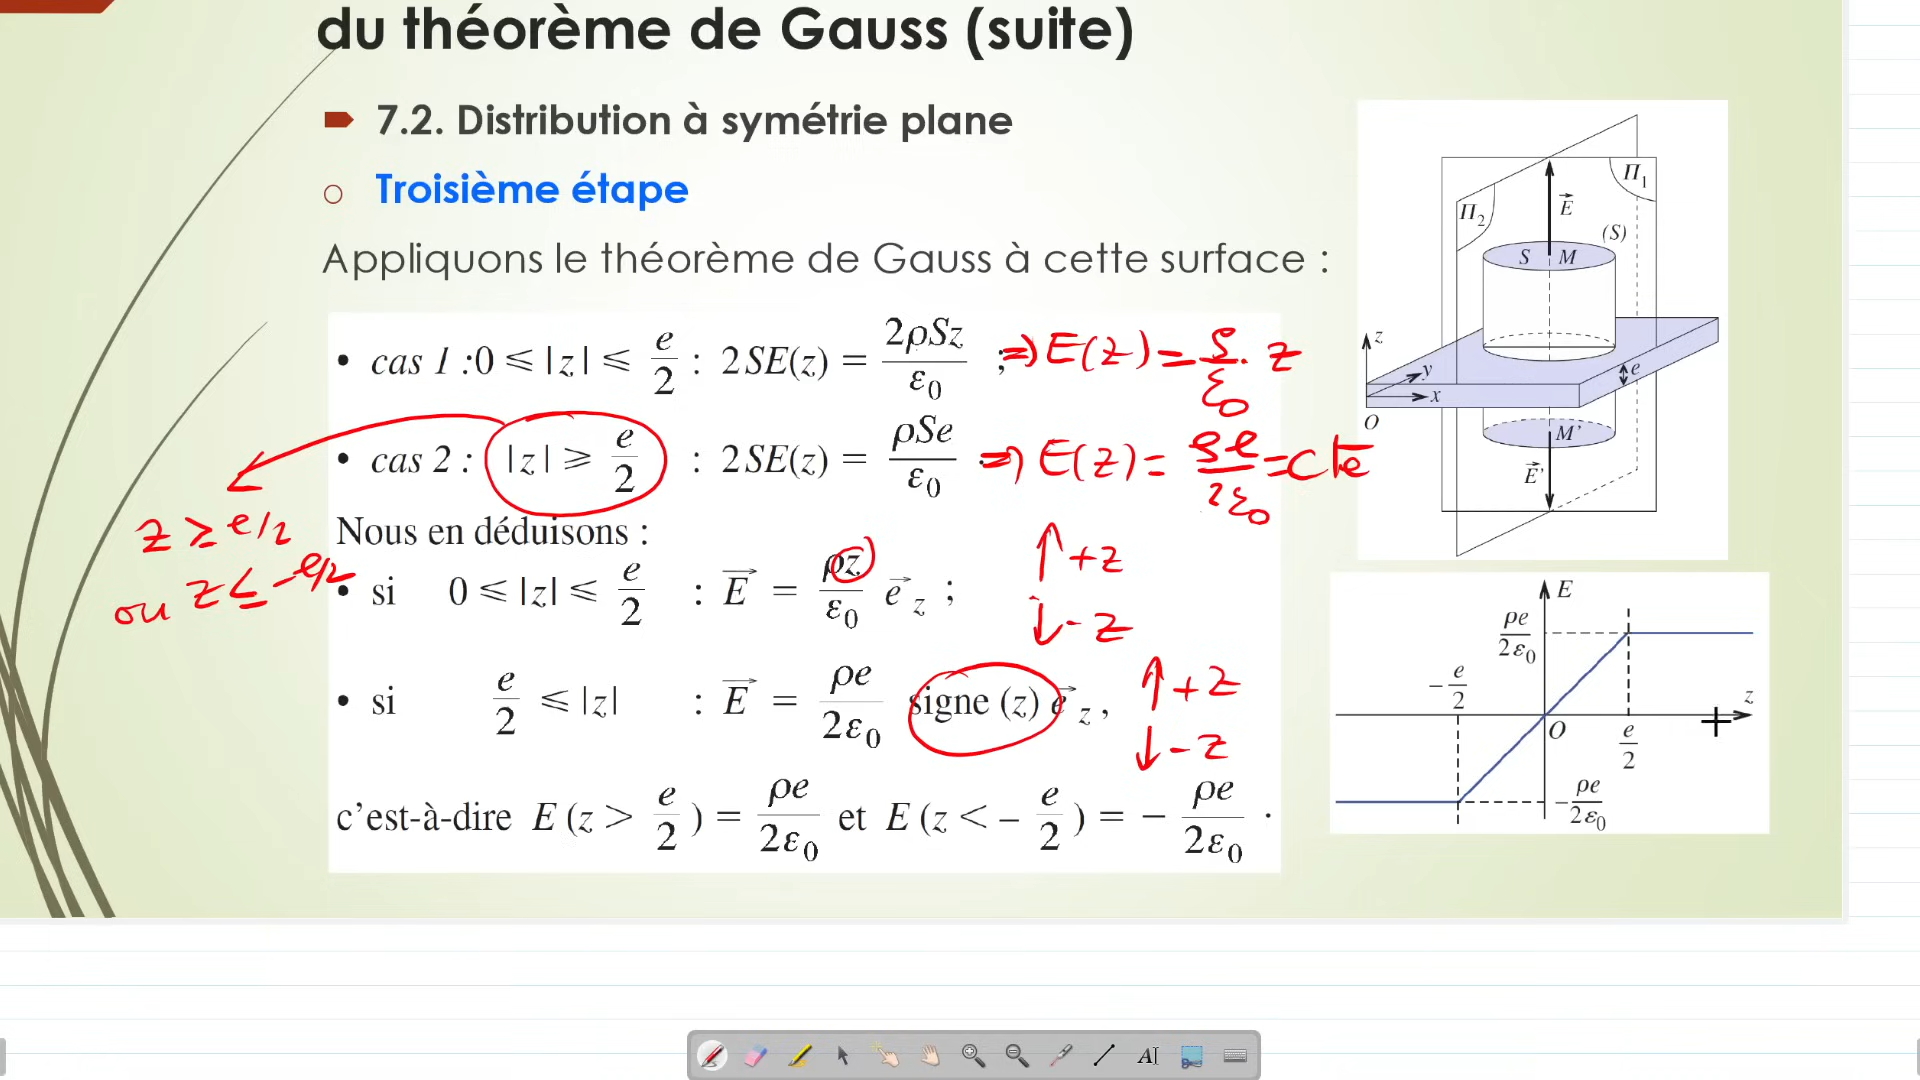 du théorème de Gauss (suite)
7.2. Distribution à symétrie plane
Troisième étape
Appliquons le théorème de Gauss à cette surface :
• cas 1 : 0 ⩽ |z| ⩽ e/2 : 2SE(z) = 2ρSz/ε₀ ; ⇒ E(z) = ρ/ε₀ . z
• cas 2 : |z| ⩾ e/2 : 2SE(z) = ρSe/ε₀ . ⇒ E(z) = ρe/2ε₀ = cte
z ≥ e/2
ou z ≤ -e/2
Nous en déduisons :
• si 0 ⩽ |z| ⩽ e/2 : E⃗ = ρz/ε₀ e⃗_z ;
↑ +z
↓ -z
• si e/2 ⩽ |z| : E⃗ = ρe/2ε₀ signe (z) e⃗_z ,
↑ +z
↓ -z
c'est-à-dire E (z > e/2) = ρe/2ε₀ et E (z < – e/2) = – ρe/2ε₀ .
Π₁
Π₂
E⃗
(S)
S M
z
y
x
O
e
M'
E⃗'
E
ρe/2ε₀
-e/2
z
O
e/2
-ρe/2ε₀
AI